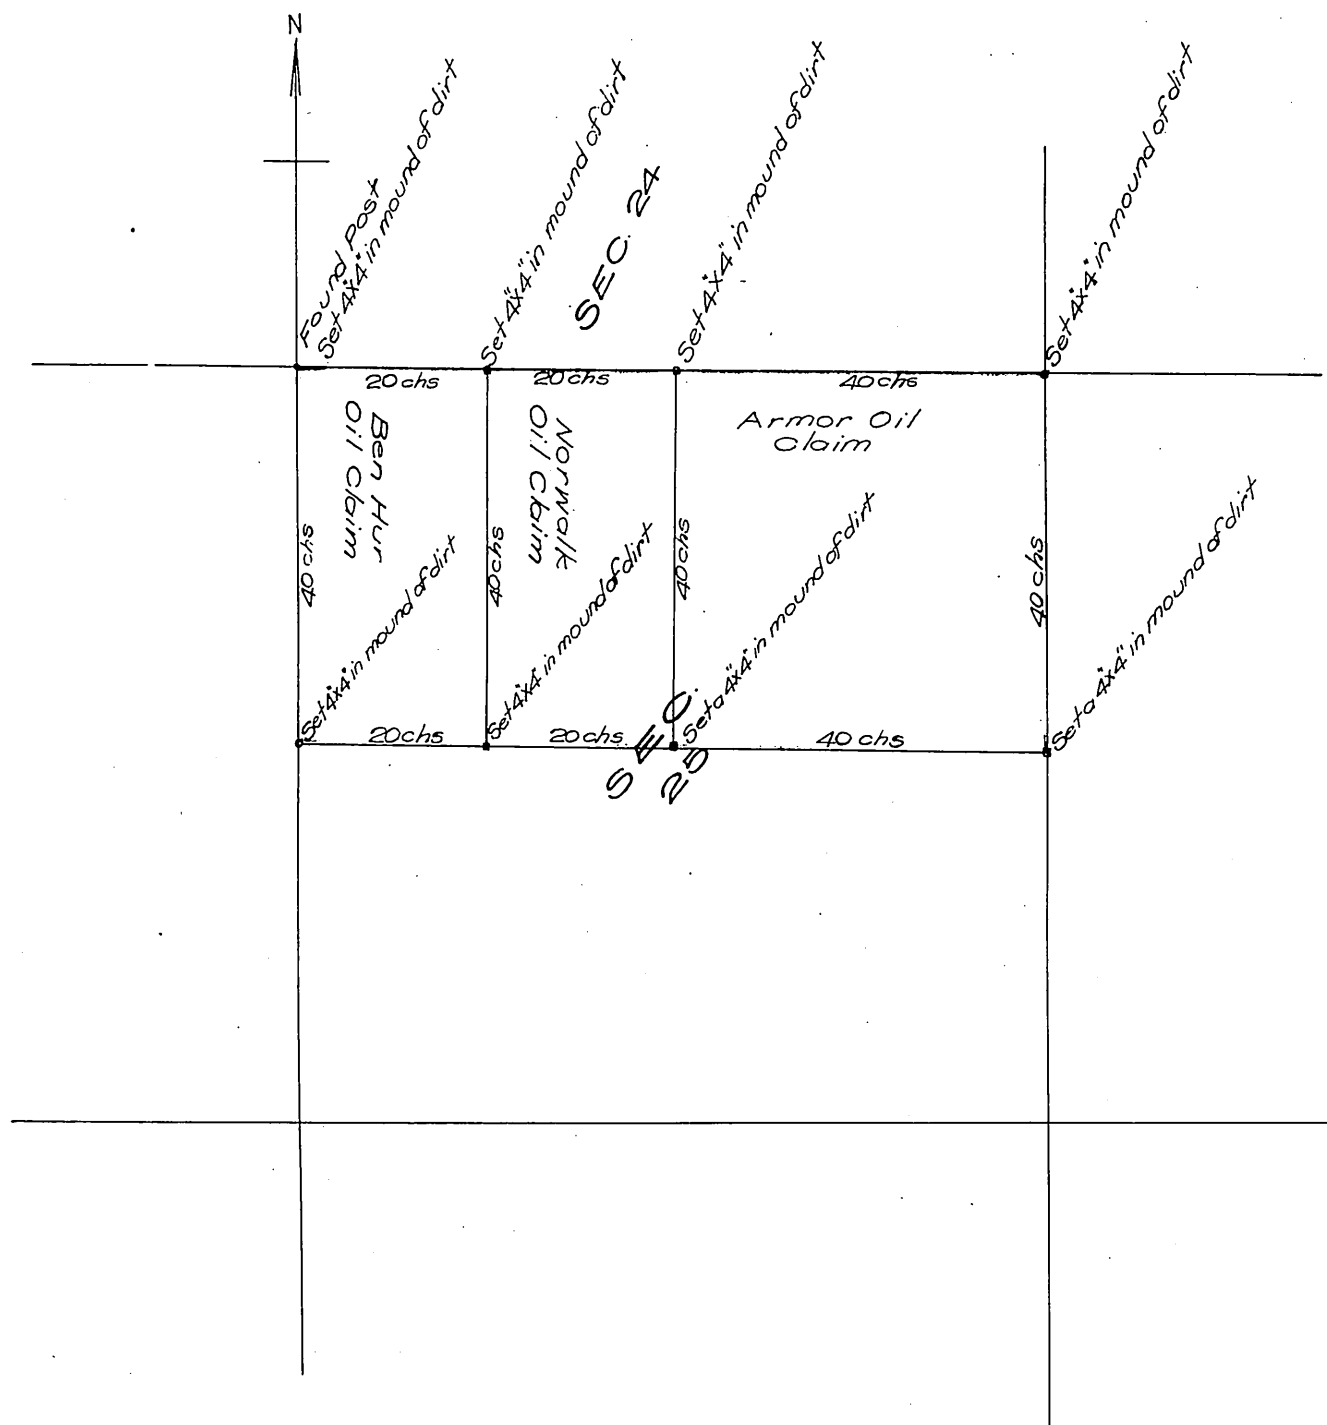 N
Found Post
Set 4"x4" in mound of dirt
Set 4"x4" in mound of dirt
SEC. 24
Set 4"x4" in mound of dirt
Set 4"x4" in mound of dirt
20 chs
20 chs
40 chs
Ben Hur
Oil Claim
Norwalk
Oil Claim
Armor Oil
Claim
40 chs
40 chs
40 chs
40 chs
Set 4"x4" in mound of dirt
Set 4"x4" in mound of dirt
Set a 4"x4" in mound of dirt
Set a 4"x4" in mound of dirt
20 chs
20 chs
40 chs
SEC.
25